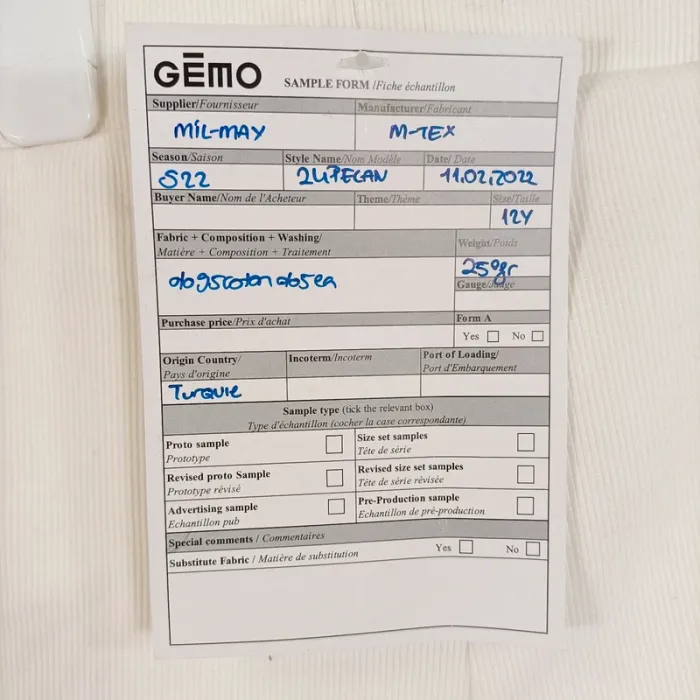 GĒMO SAMPLE FORM /Fiche échantillon
Supplier/Fournisseur Manufacturer/Fabricant
MİL-MAY M-TEX
Season/Saison Style Name/Nom Modèle Date/ Date
S22 24PECAN 11.02.2022
Buyer Name/Nom de l'Acheteur Theme/Thème Size/Taille
12Y
Fabric + Composition + Washing/ Weight/Poids
Matière + Composition + Traitement
%95coton %5ea 250gr
Gauge/Jauge
Purchase price/Prix d'achat Form A
Yes No
Origin Country/ Incoterm/Incoterm Port of Loading/
Pays d'origine Port d'Embarquement
Turquie
Sample type (tick the relevant box)
Type d'échantillon (cocher la case correspondante)
Proto sample Size set samples
Prototype Tête de série
Revised proto Sample Revised size set samples
Prototype révisé Tête de série révisée
Advertising sample Pre-Production sample
Echantillon pub Echantillon de pré-production
Special comments / Commentaires
Substitute Fabric / Matière de substitution Yes No